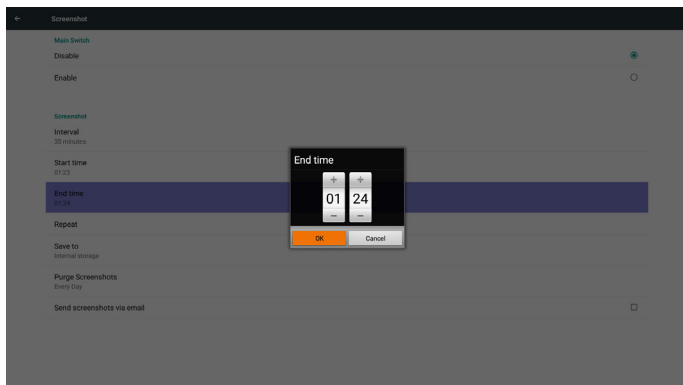 Screenshot
Main Switch
Disable
Enable
Screenshot
Interval
30 minutes
Start time
01:23
End time
01:24
Repeat
Save to
Internal storage
Purge Screenshots
Every Day
Send screenshots via email
End time
+ +
01 24
- -
OK Cancel